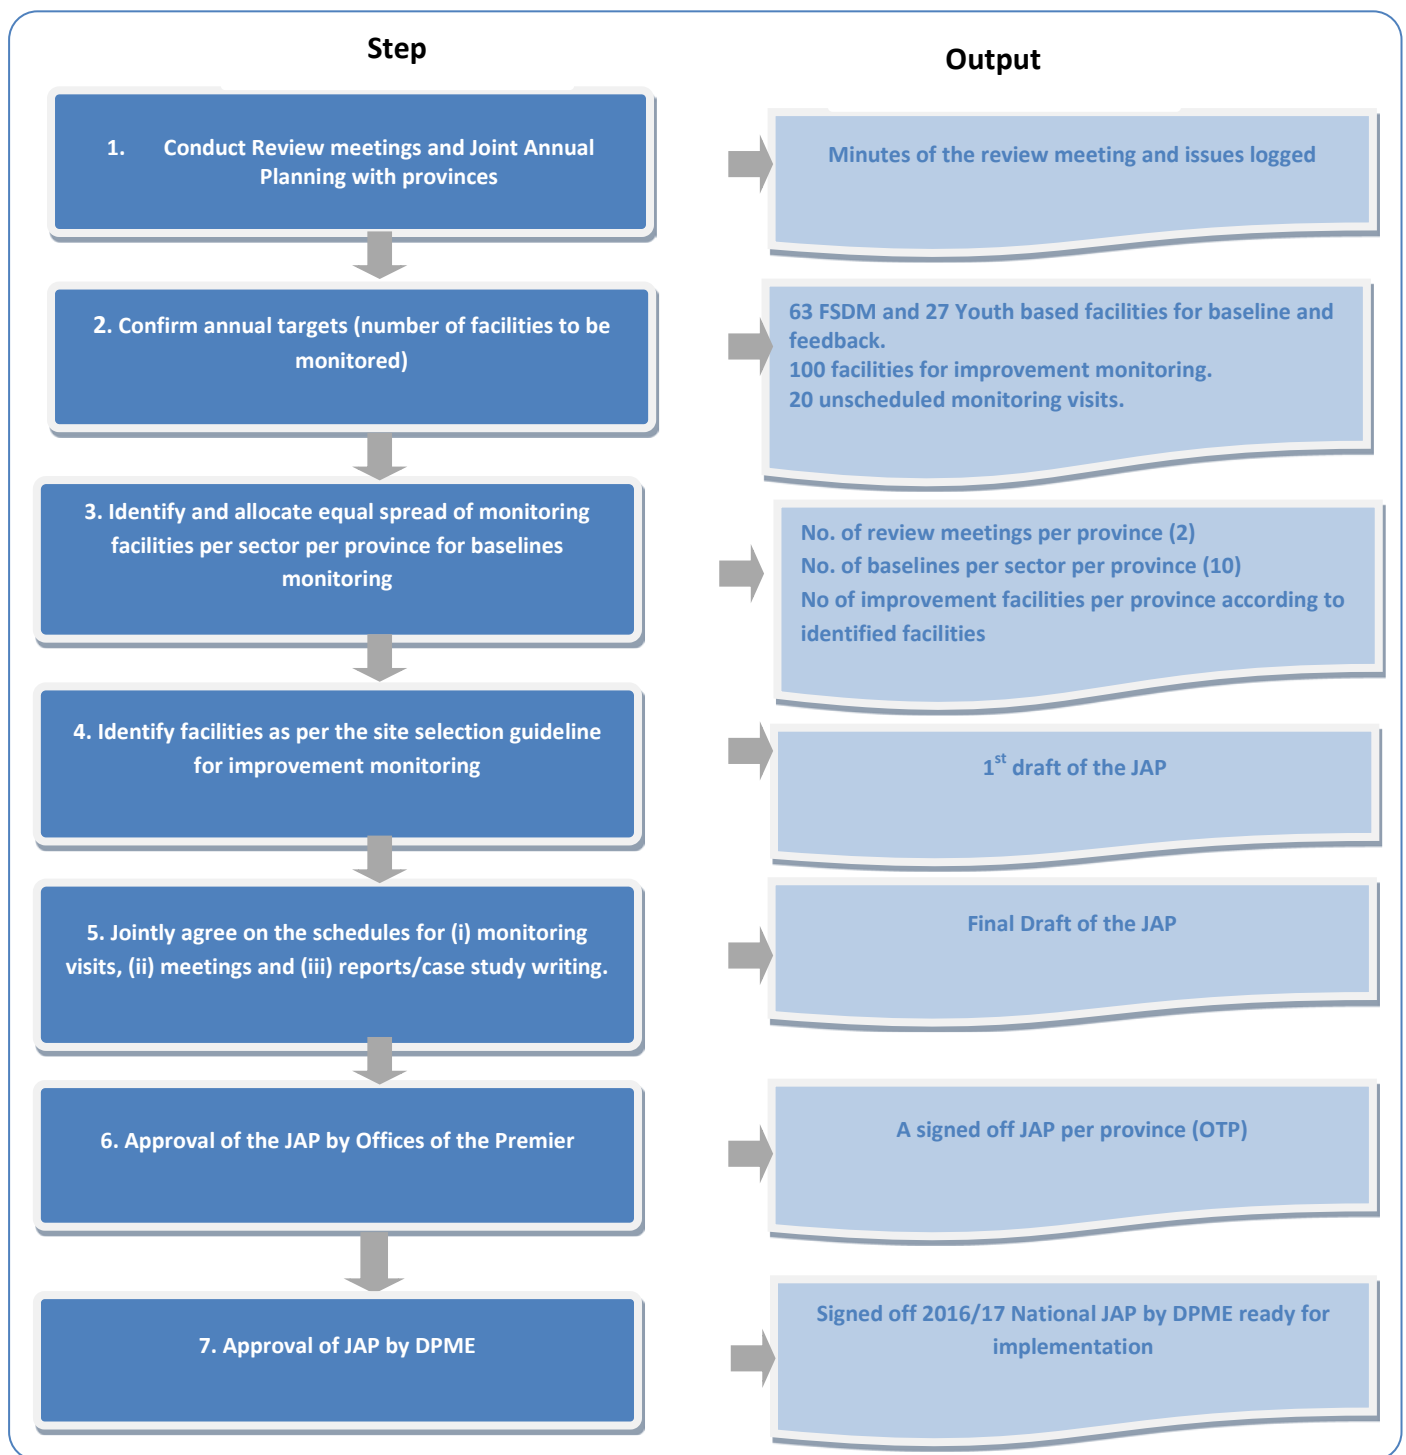 Step
Output
1. Conduct Review meetings and Joint Annual
Planning with provinces
Minutes of the review meeting and issues logged
2. Confirm annual targets (number of facilities to be
monitored)
63 FSDM and 27 Youth based facilities for baseline and
feedback.
100 facilities for improvement monitoring.
20 unscheduled monitoring visits.
3. Identify and allocate equal spread of monitoring
facilities per sector per province for baselines
monitoring
No. of review meetings per province (2)
No. of baselines per sector per province (10)
No of improvement facilities per province according to
identified facilities
4. Identify facilities as per the site selection guideline
for improvement monitoring
1st draft of the JAP
5. Jointly agree on the schedules for (i) monitoring
visits, (ii) meetings and (iii) reports/case study writing.
Final Draft of the JAP
6. Approval of the JAP by Offices of the Premier
A signed off JAP per province (OTP)
7. Approval of JAP by DPME
Signed off 2016/17 National JAP by DPME ready for
implementation